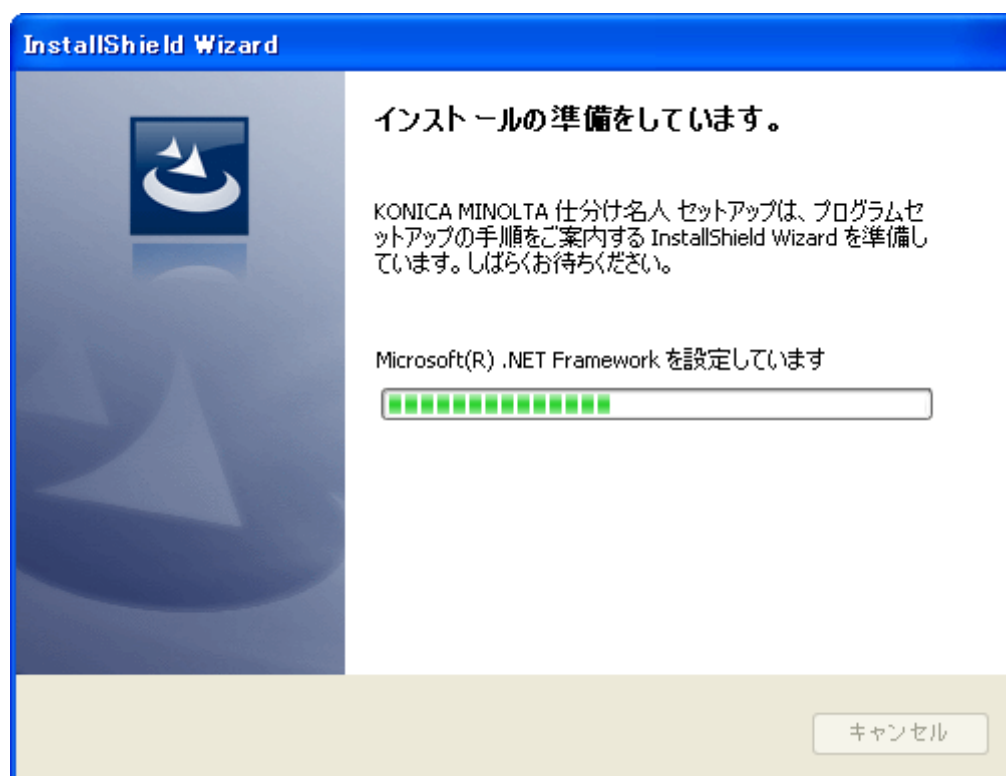 InstallShield Wizard
インストールの準備をしています。
KONICA MINOLTA 仕分け名人 セットアップは、プログラムセ
ットアップの手順をご案内する InstallShield Wizard を準備し
ています。しばらくお待ちください。
Microsoft(R) .NET Framework を設定しています
キャンセル